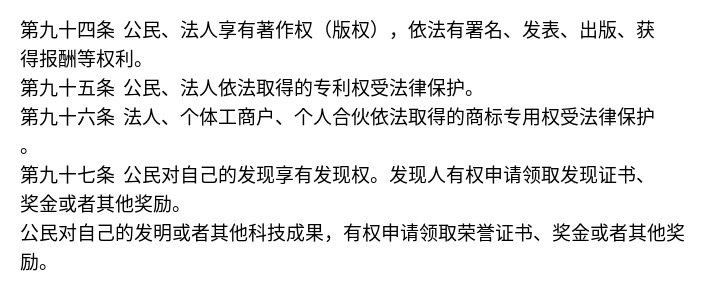 第九十四条 公民、法人享有著作权（版权），依法有署名、发表、出版、获
得报酬等权利。
第九十五条 公民、法人依法取得的专利权受法律保护。
第九十六条 法人、个体工商户、个人合伙依法取得的商标专用权受法律保护
。
第九十七条 公民对自己的发现享有发现权。发现人有权申请领取发现证书、
奖金或者其他奖励。
公民对自己的发明或者其他科技成果，有权申请领取荣誉证书、奖金或者其他奖
励。